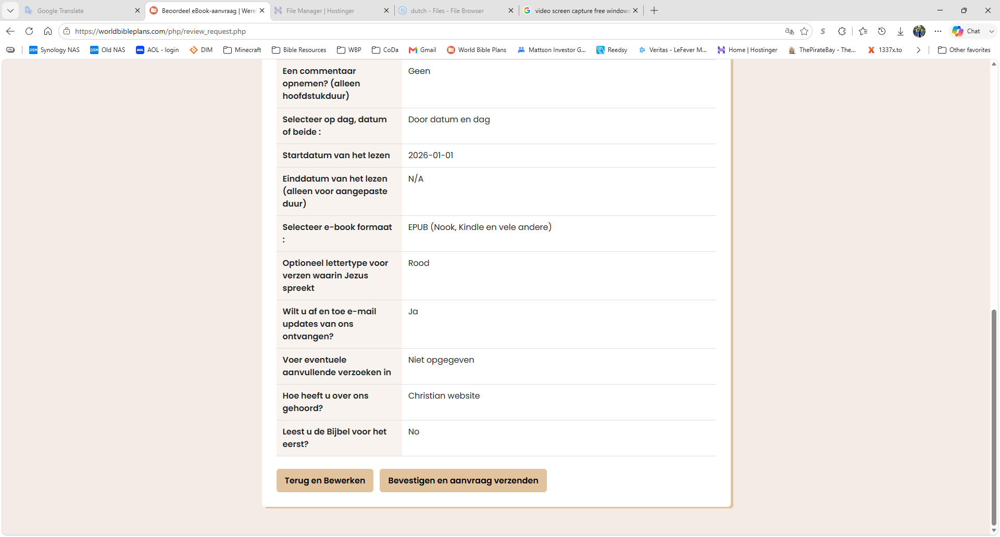 Google Translate
Beoordeel eBook-aanvraag | Werel
File Manager | Hostinger
dutch - Files - File Browser
video screen capture free windows
https://worldbibleplans.com/php/review_request.php
Chat
Synology NAS
Old NAS
AOL - login
DIM
Minecraft
Bible Resources
WBP
CoDa
Gmail
World Bible Plans
Mattson Investor G...
Reedsy
Veritas - LeFever M...
Home | Hostinger
ThePirateBay - The...
1337x.to
Other favorites
Een commentaar
opnemen? (alleen
hoofdstukduur)
Geen
Selecteer op dag, datum
of beide :
Door datum en dag
Startdatum van het lezen
2026-01-01
Einddatum van het lezen
(alleen voor aangepaste
duur)
N/A
Selecteer e-book formaat
:
EPUB (Nook, Kindle en vele andere)
Optioneel lettertype voor
verzen waarin Jezus
spreekt
Rood
Wilt u af en toe e-mail
updates van ons
ontvangen?
Ja
Voer eventuele
aanvullende verzoeken in
Niet opgegeven
Hoe heeft u over ons
gehoord?
Christian website
Leest u de Bijbel voor het
eerst?
No
Terug en Bewerken
Bevestigen en aanvraag verzenden